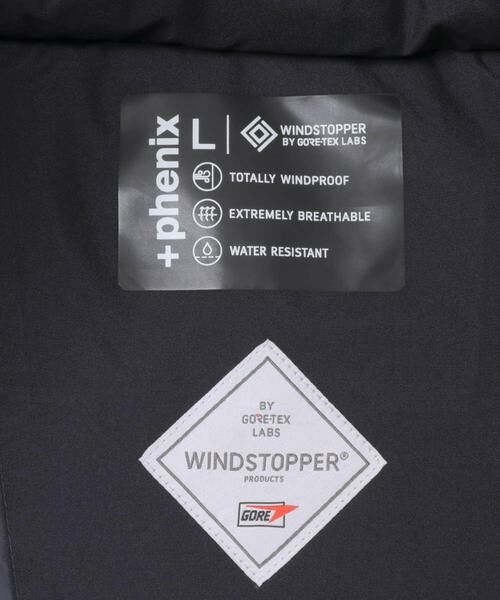 +phenix
L
WINDSTOPPER
BY GORE-TEX LABS
TOTALLY WINDPROOF
EXTREMELY BREATHABLE
WATER RESISTANT
BY
GORE-TEX
LABS
WINDSTOPPER®
PRODUCTS
GORE